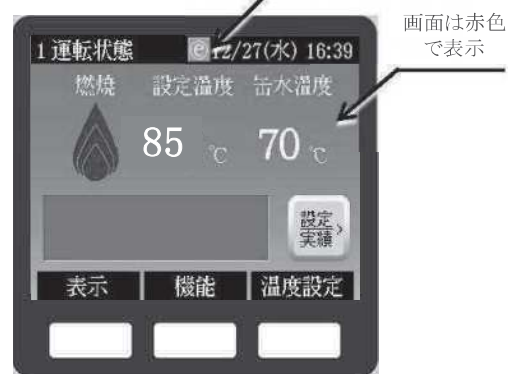 画面は赤色
で表示
1 運転状態 e 12/27(水) 16:39
燃焼 設定温度 缶水温度
85 ℃ 70 ℃
設定
実績 >
表示 機能 温度設定